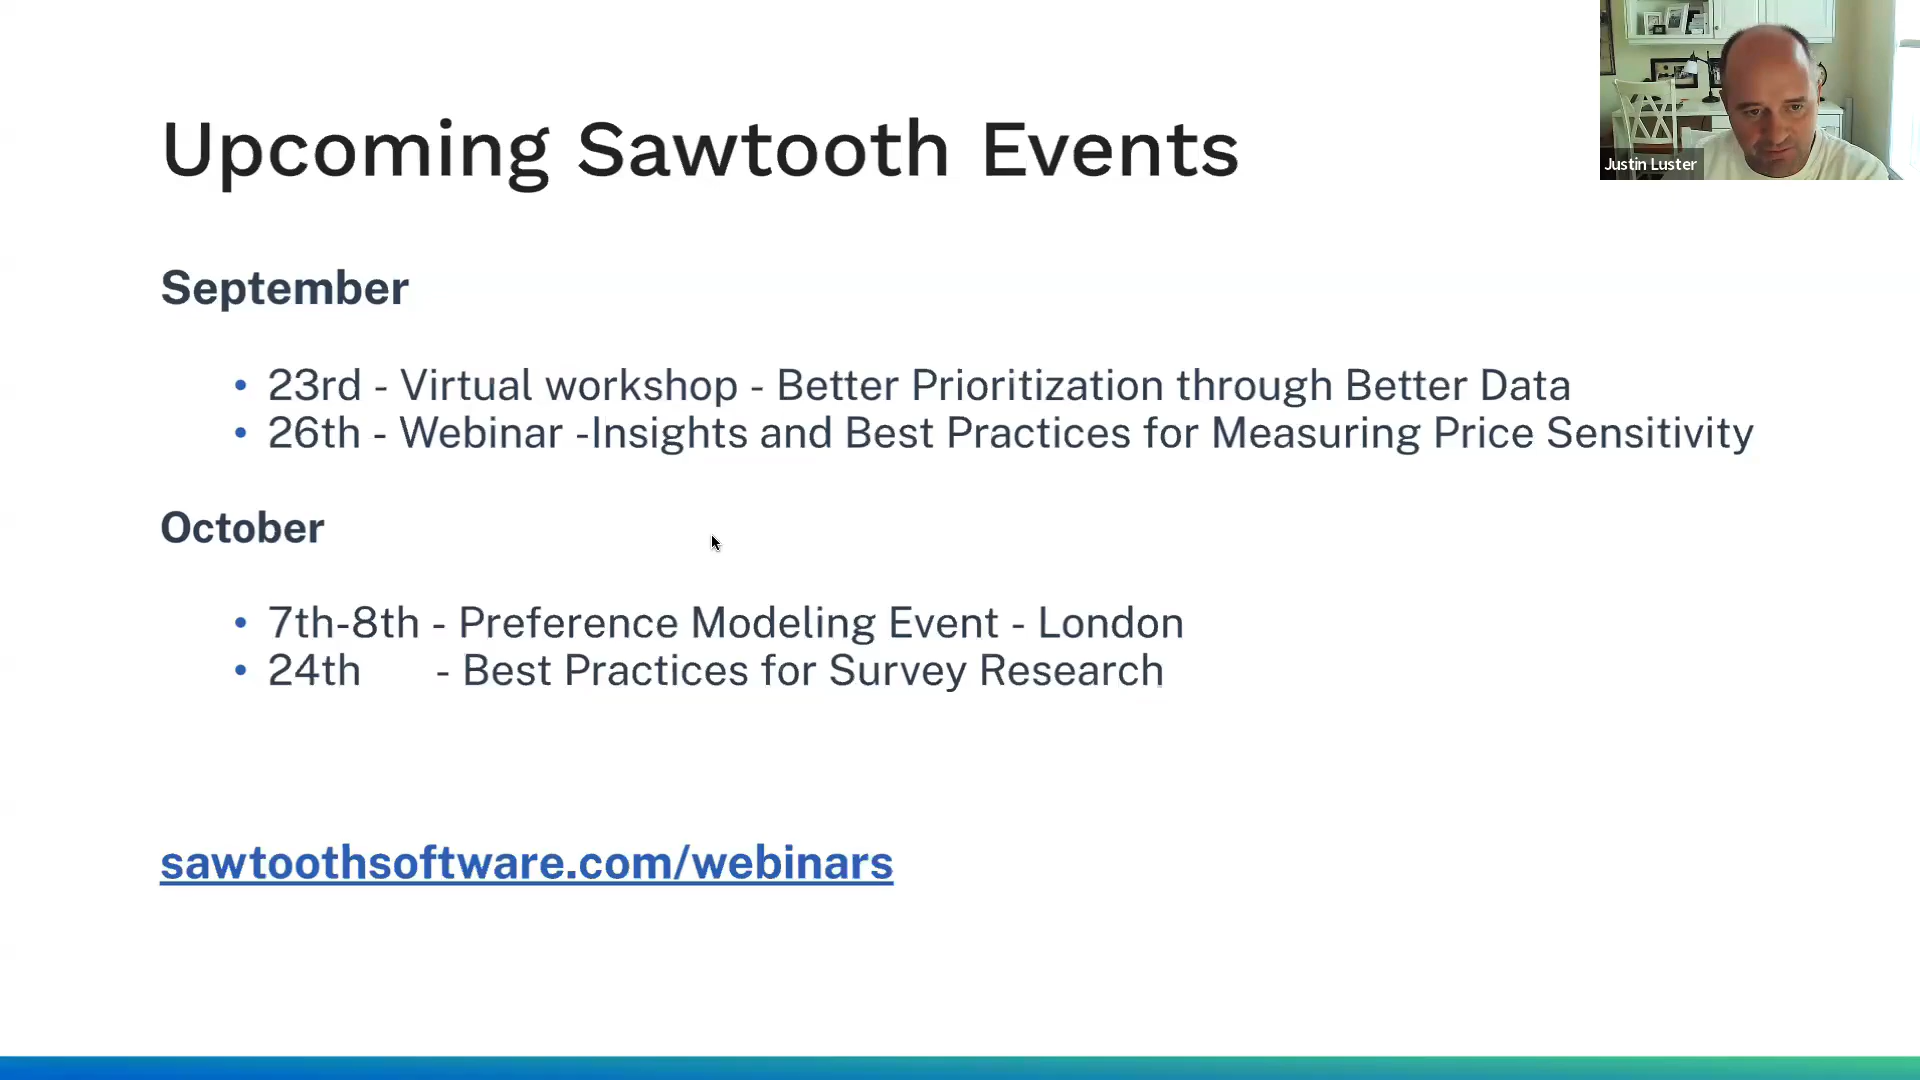 Upcoming Sawtooth Events
Justin Luster
September
• 23rd - Virtual workshop - Better Prioritization through Better Data
• 26th - Webinar -Insights and Best Practices for Measuring Price Sensitivity
October
• 7th-8th - Preference Modeling Event - London
• 24th - Best Practices for Survey Research
sawtoothsoftware.com/webinars